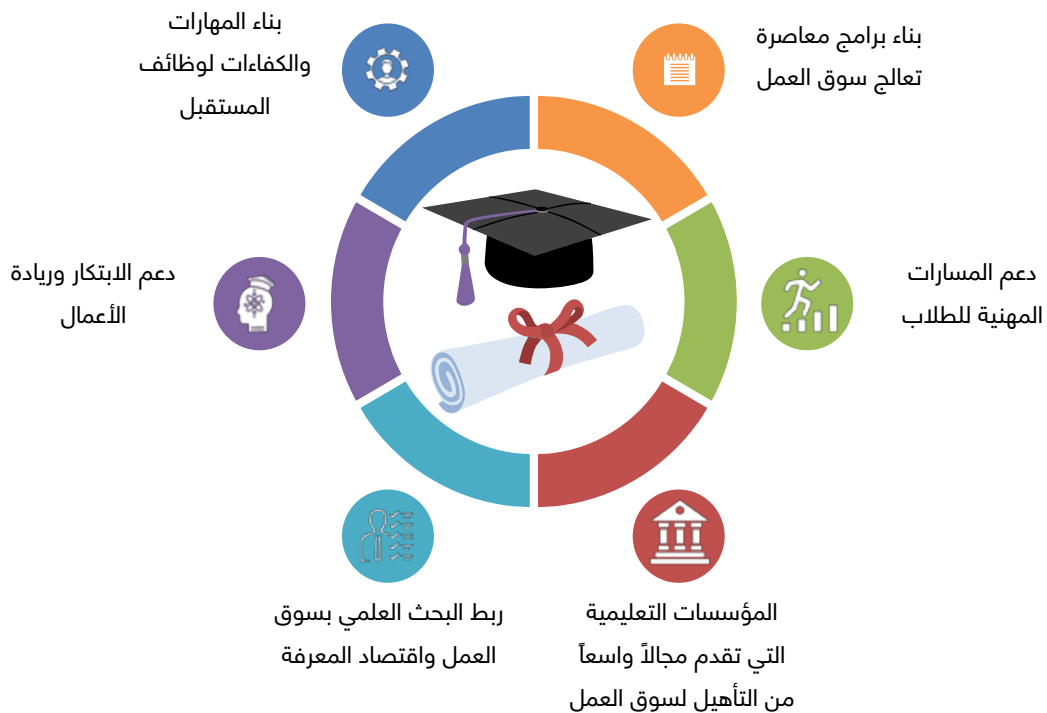 بناء برامج معاصرة
تعالج سوق العمل
دعم المسارات
المهنية للطلاب
المؤسسات التعليمية
التي تقدم مجالاً واسعاً
من التأهيل لسوق العمل
ربط البحث العلمي بسوق
العمل واقتصاد المعرفة
دعم الابتكار وريادة
الأعمال
بناء المهارات
والكفاءات لوظائف
المستقبل